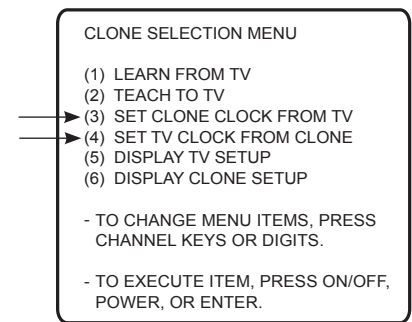 CLONE SELECTION MENU
(1) LEARN FROM TV
(2) TEACH TO TV
(3) SET CLONE CLOCK FROM TV
(4) SET TV CLOCK FROM CLONE
(5) DISPLAY TV SETUP
(6) DISPLAY CLONE SETUP
- TO CHANGE MENU ITEMS, PRESS
CHANNEL KEYS OR DIGITS.
- TO EXECUTE ITEM, PRESS ON/OFF,
POWER, OR ENTER.